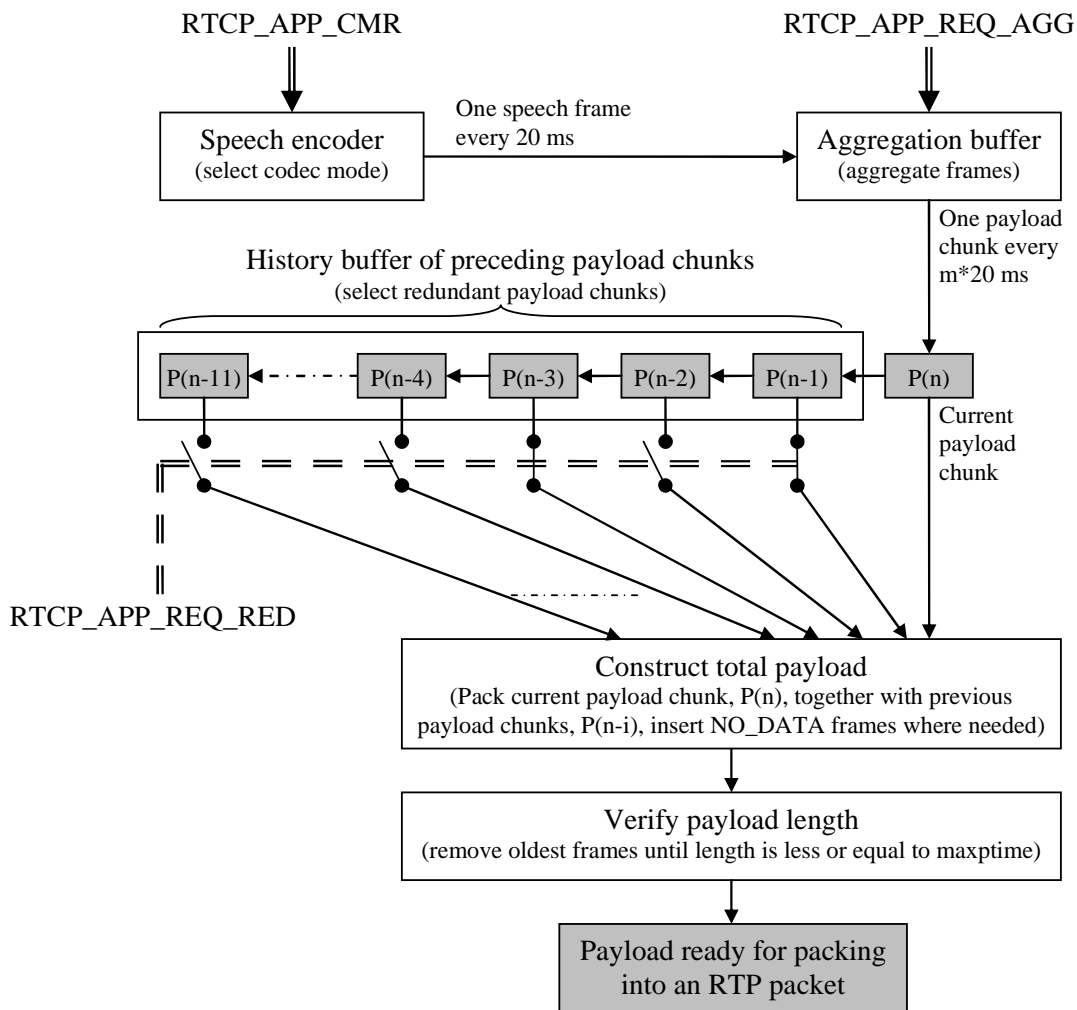 RTCP_APP_CMR
RTCP_APP_REQ_AGG
One speech frame
every 20 ms
Speech encoder
(select codec mode)
Aggregation buffer
(aggregate frames)
One payload
chunk every
m*20 ms
History buffer of preceding payload chunks
(select redundant payload chunks)
P(n-11)
P(n-4)
P(n-3)
P(n-2)
P(n-1)
P(n)
Current
payload
chunk
RTCP_APP_REQ_RED
Construct total payload
(Pack current payload chunk, P(n), together with previous
payload chunks, P(n-i), insert NO_DATA frames where needed)
Verify payload length
(remove oldest frames until length is less or equal to maxptime)
Payload ready for packing
into an RTP packet